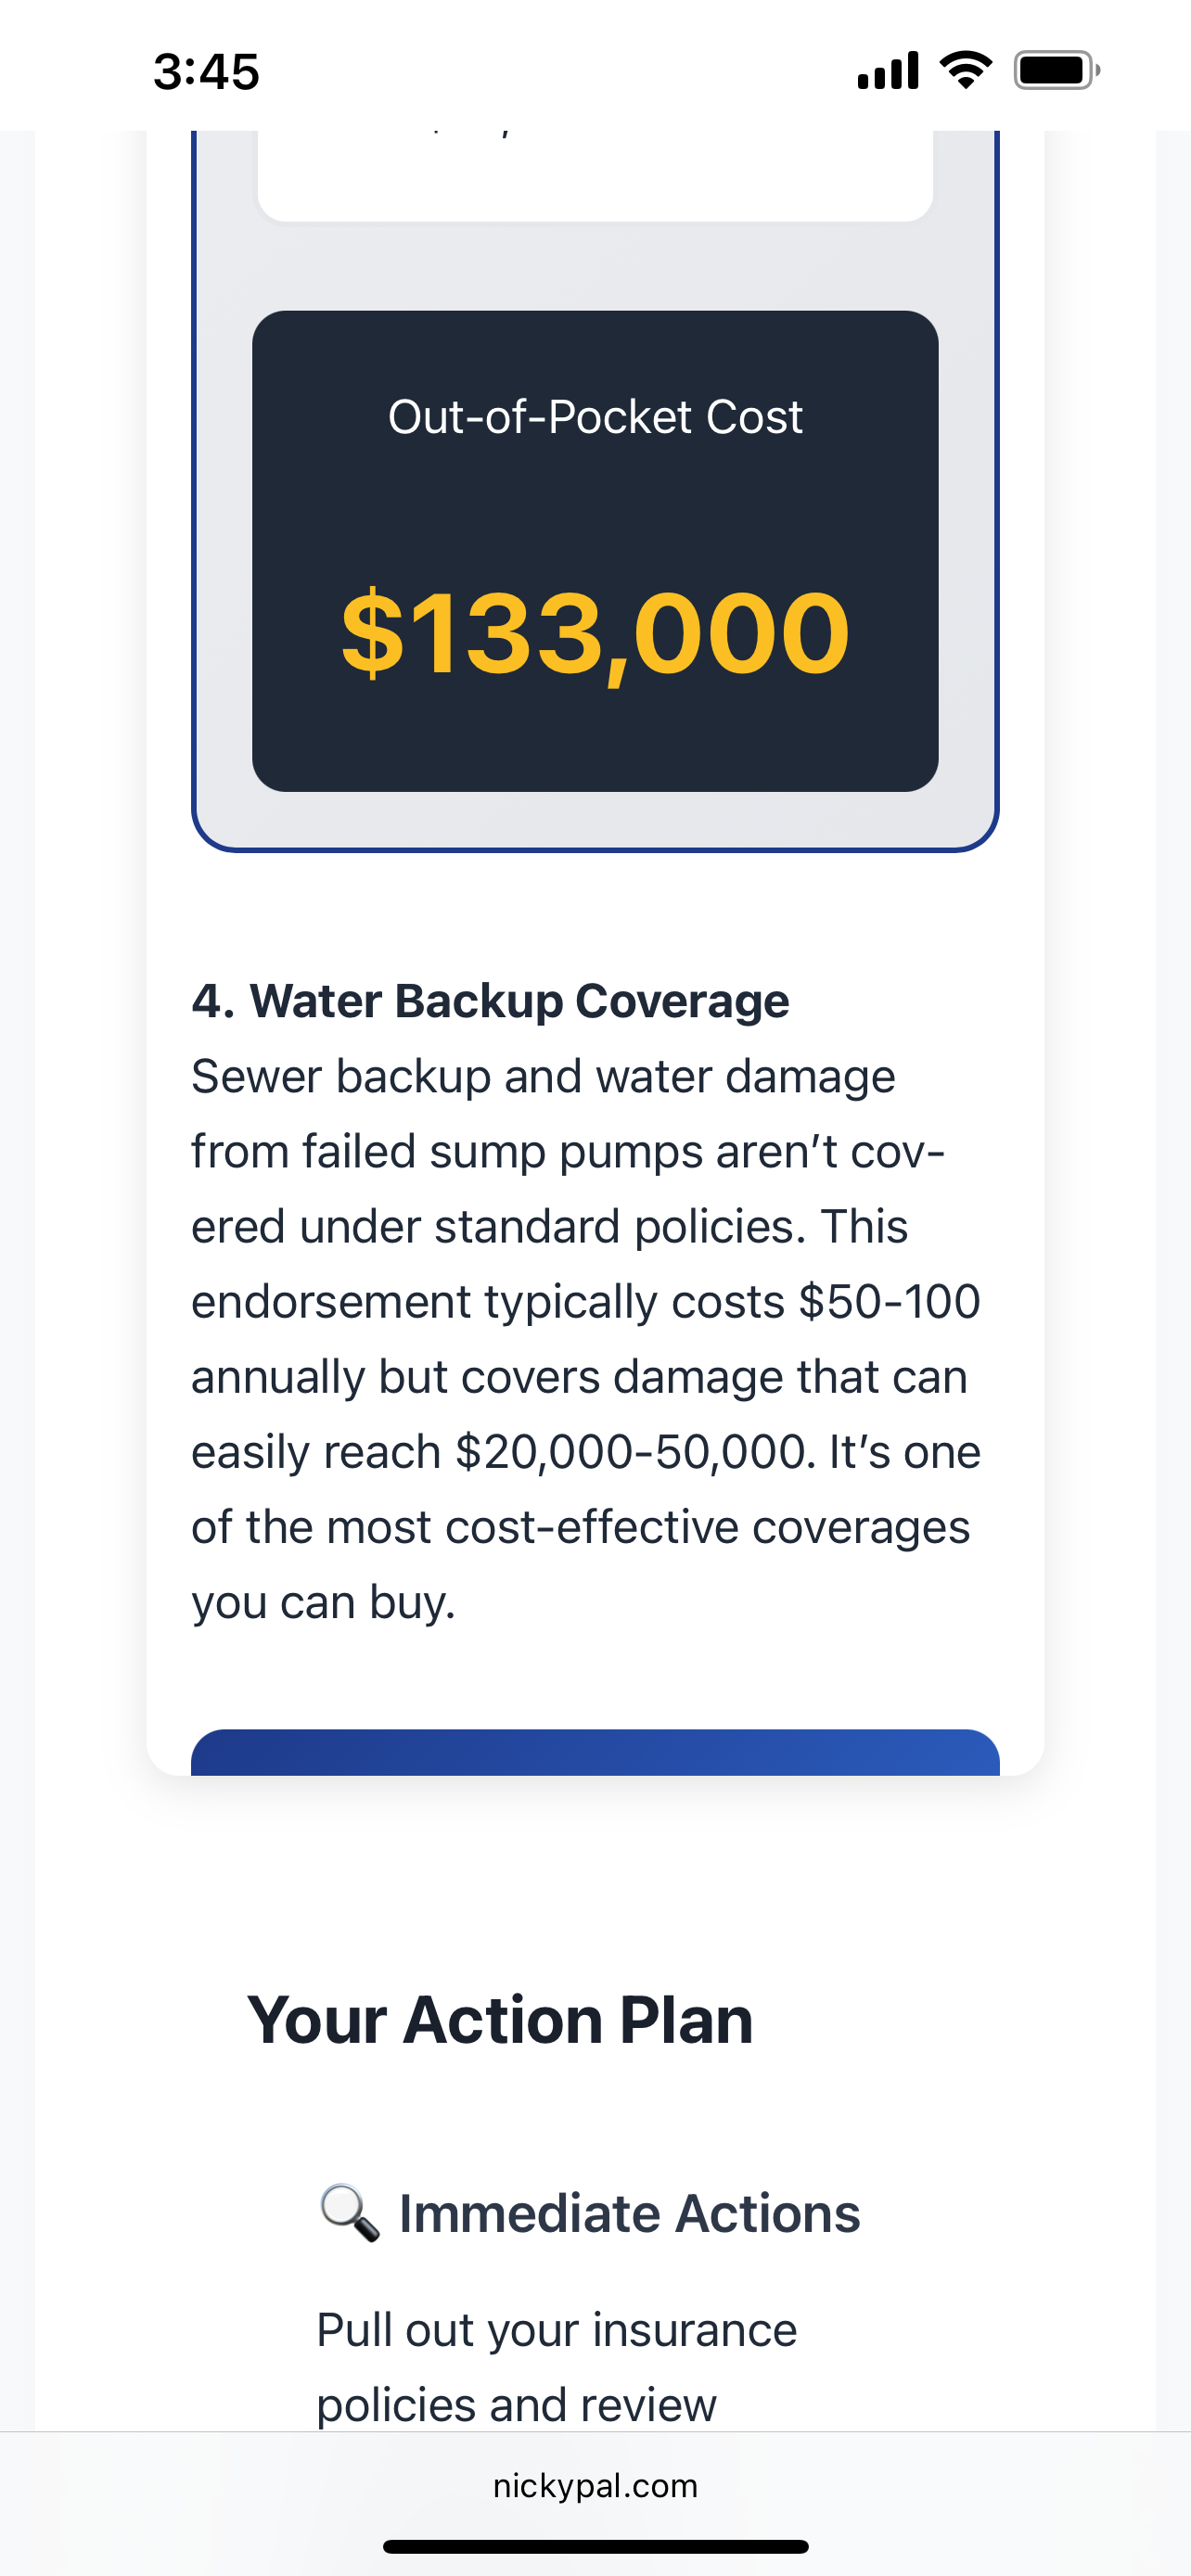 3:45
Out-of-Pocket Cost
$133,000
4. Water Backup Coverage
Sewer backup and water damage
from failed sump pumps aren’t cov-
ered under standard policies. This
endorsement typically costs $50-100
annually but covers damage that can
easily reach $20,000-50,000. It’s one
of the most cost-effective coverages
you can buy.
Your Action Plan
🔍 Immediate Actions
Pull out your insurance
policies and review
nickypal.com